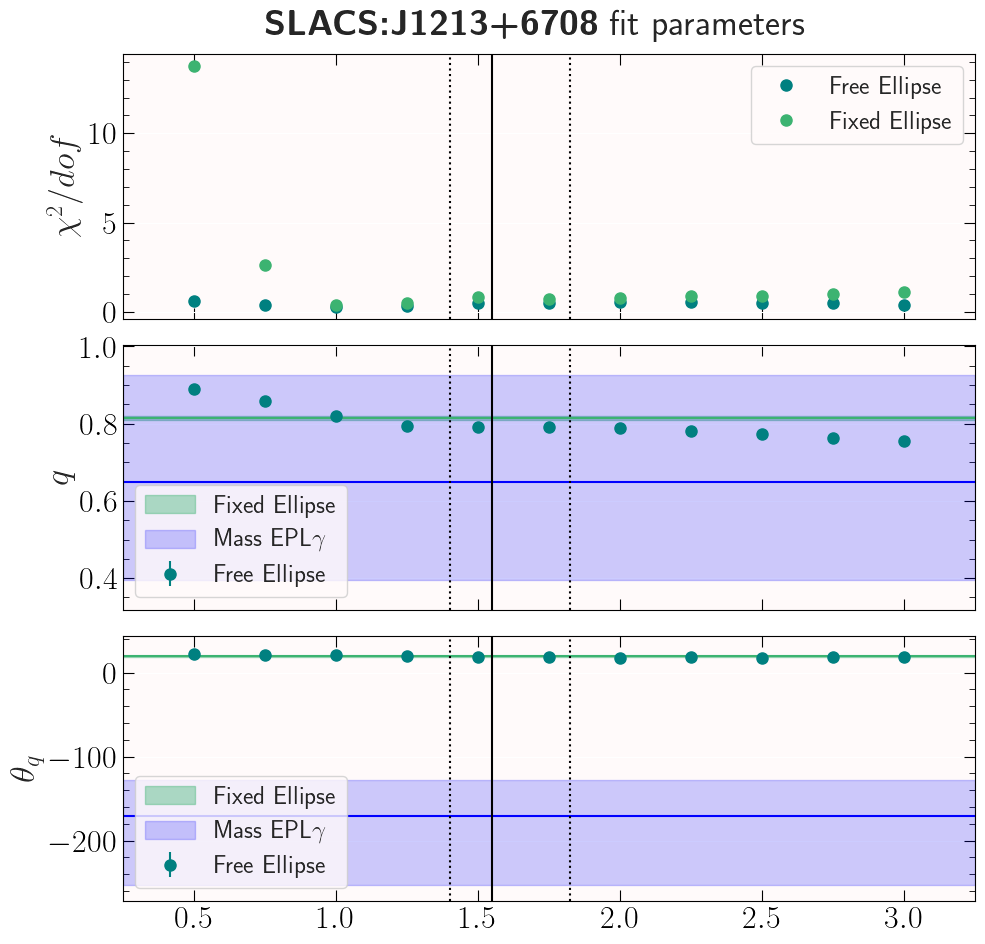 SLACS:J1213+6708 fit parameters
χ²/dof
10
5
0
Free Ellipse
Fixed Ellipse
q
1.0
0.8
0.6
0.4
Fixed Ellipse
Mass EPLγ
Free Ellipse
θq
0
−100
−200
Fixed Ellipse
Mass EPLγ
Free Ellipse
0.5 1.0 1.5 2.0 2.5 3.0